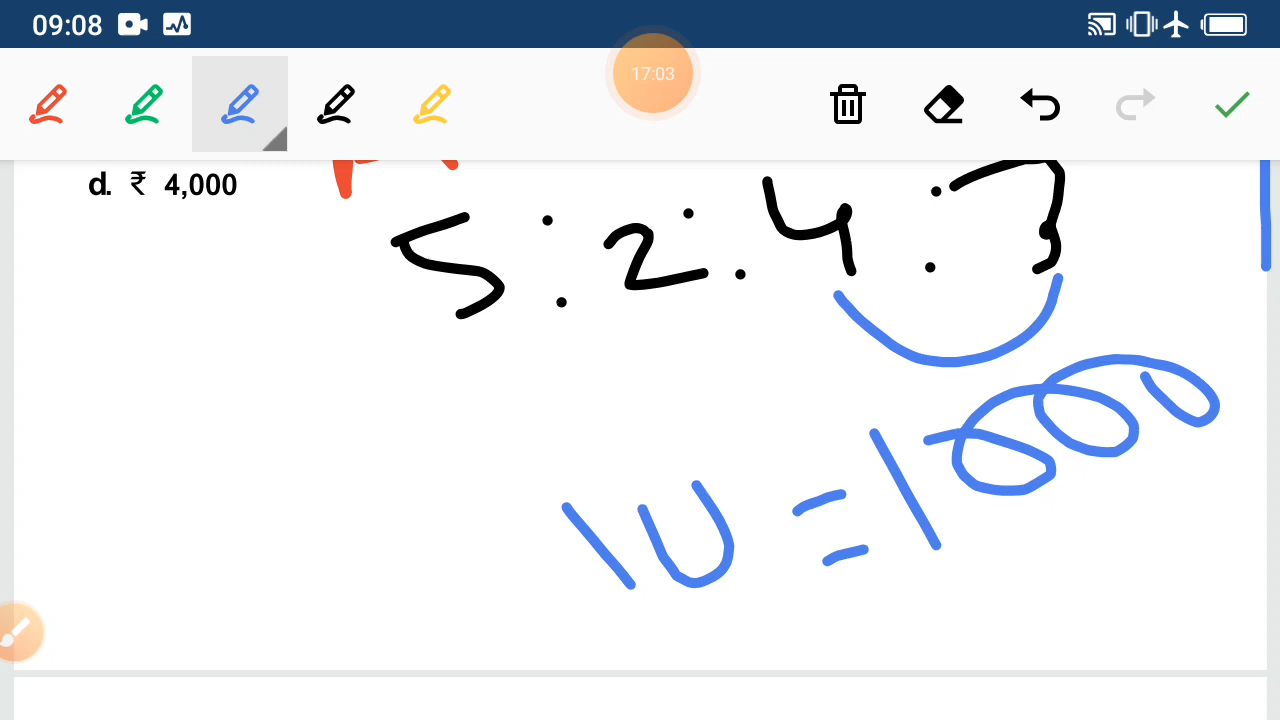 09:08
17:03
d. ₹ 4,000
5 : 2 : 4 : 3
1U = 1000